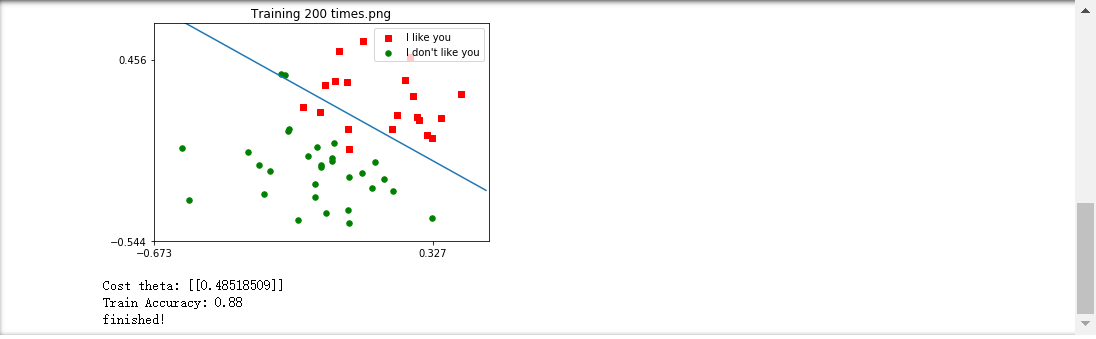 Training 200 times.png
I like you
I don't like you
0.456
−0.544
−0.673
0.327
Cost theta: [[0.48518509]]
Train Accuracy: 0.88
finished!